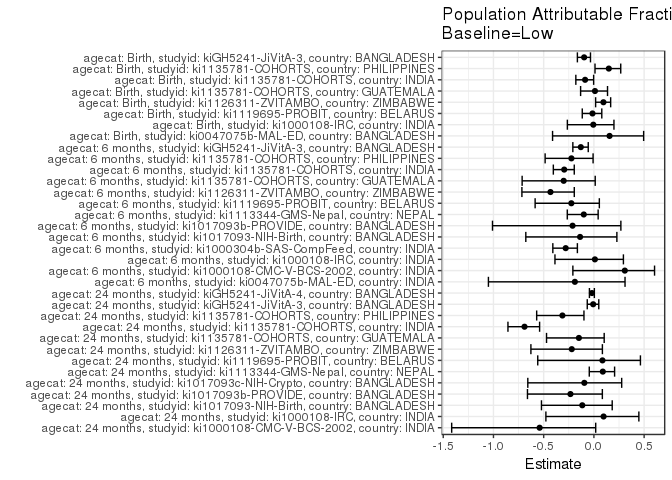 Population Attributable Fracti
Baseline=Low
agecat: Birth, studyid: kiGH5241-JiVitA-3, country: BANGLADESH
agecat: Birth, studyid: ki1135781-COHORTS, country: PHILIPPINES
agecat: Birth, studyid: ki1135781-COHORTS, country: INDIA
agecat: Birth, studyid: ki1135781-COHORTS, country: GUATEMALA
agecat: Birth, studyid: ki1126311-ZVITAMBO, country: ZIMBABWE
agecat: Birth, studyid: ki1119695-PROBIT, country: BELARUS
agecat: Birth, studyid: ki1000108-IRC, country: INDIA
agecat: Birth, studyid: ki0047075b-MAL-ED, country: BANGLADESH
agecat: 6 months, studyid: kiGH5241-JiVitA-3, country: BANGLADESH
agecat: 6 months, studyid: ki1135781-COHORTS, country: PHILIPPINES
agecat: 6 months, studyid: ki1135781-COHORTS, country: INDIA
agecat: 6 months, studyid: ki1135781-COHORTS, country: GUATEMALA
agecat: 6 months, studyid: ki1126311-ZVITAMBO, country: ZIMBABWE
agecat: 6 months, studyid: ki1119695-PROBIT, country: BELARUS
agecat: 6 months, studyid: ki1113344-GMS-Nepal, country: NEPAL
agecat: 6 months, studyid: ki1017093b-PROVIDE, country: BANGLADESH
agecat: 6 months, studyid: ki1017093-NIH-Birth, country: BANGLADESH
agecat: 6 months, studyid: ki1000304b-SAS-CompFeed, country: INDIA
agecat: 6 months, studyid: ki1000108-IRC, country: INDIA
agecat: 6 months, studyid: ki1000108-CMC-V-BCS-2002, country: INDIA
agecat: 6 months, studyid: ki0047075b-MAL-ED, country: INDIA
agecat: 24 months, studyid: kiGH5241-JiVitA-4, country: BANGLADESH
agecat: 24 months, studyid: kiGH5241-JiVitA-3, country: BANGLADESH
agecat: 24 months, studyid: ki1135781-COHORTS, country: PHILIPPINES
agecat: 24 months, studyid: ki1135781-COHORTS, country: INDIA
agecat: 24 months, studyid: ki1135781-COHORTS, country: GUATEMALA
agecat: 24 months, studyid: ki1126311-ZVITAMBO, country: ZIMBABWE
agecat: 24 months, studyid: ki1119695-PROBIT, country: BELARUS
agecat: 24 months, studyid: ki1113344-GMS-Nepal, country: NEPAL
agecat: 24 months, studyid: ki1017093c-NIH-Crypto, country: BANGLADESH
agecat: 24 months, studyid: ki1017093b-PROVIDE, country: BANGLADESH
agecat: 24 months, studyid: ki1017093-NIH-Birth, country: BANGLADESH
agecat: 24 months, studyid: ki1000108-IRC, country: INDIA
agecat: 24 months, studyid: ki1000108-CMC-V-BCS-2002, country: INDIA
-1.5 -1.0 -0.5 0.0 0.5
Estimate